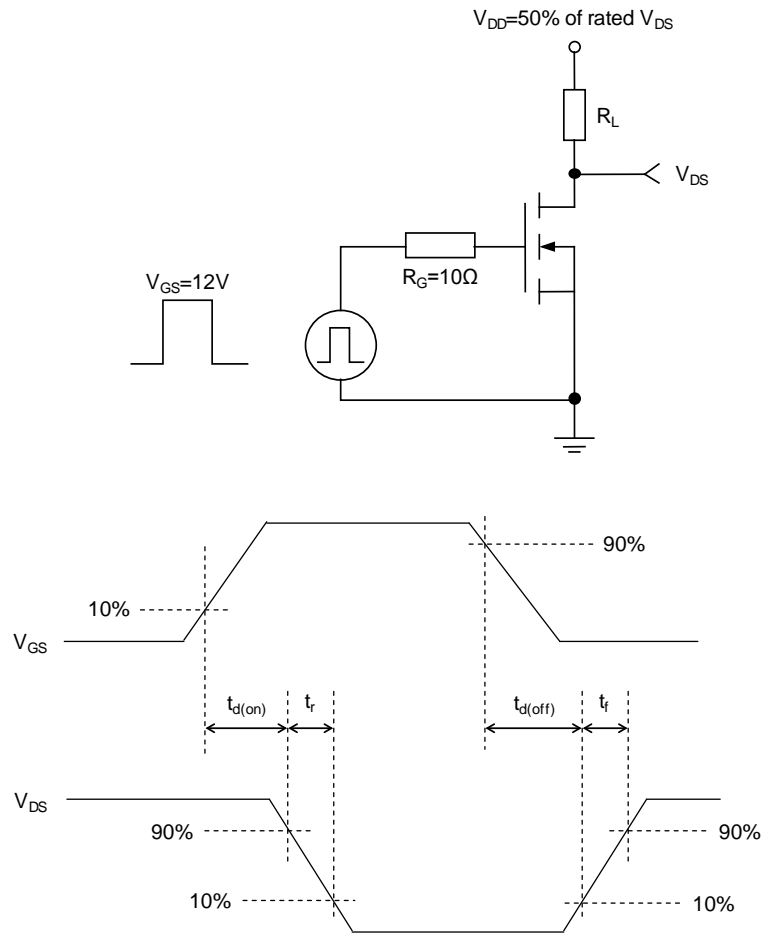 V_DD=50% of rated V_DS
R_L
V_DS
R_G=10Ω
V_GS=12V
90%
10%
V_GS
t_d(on)
t_r
t_d(off)
t_f
V_DS
90%
90%
10%
10%